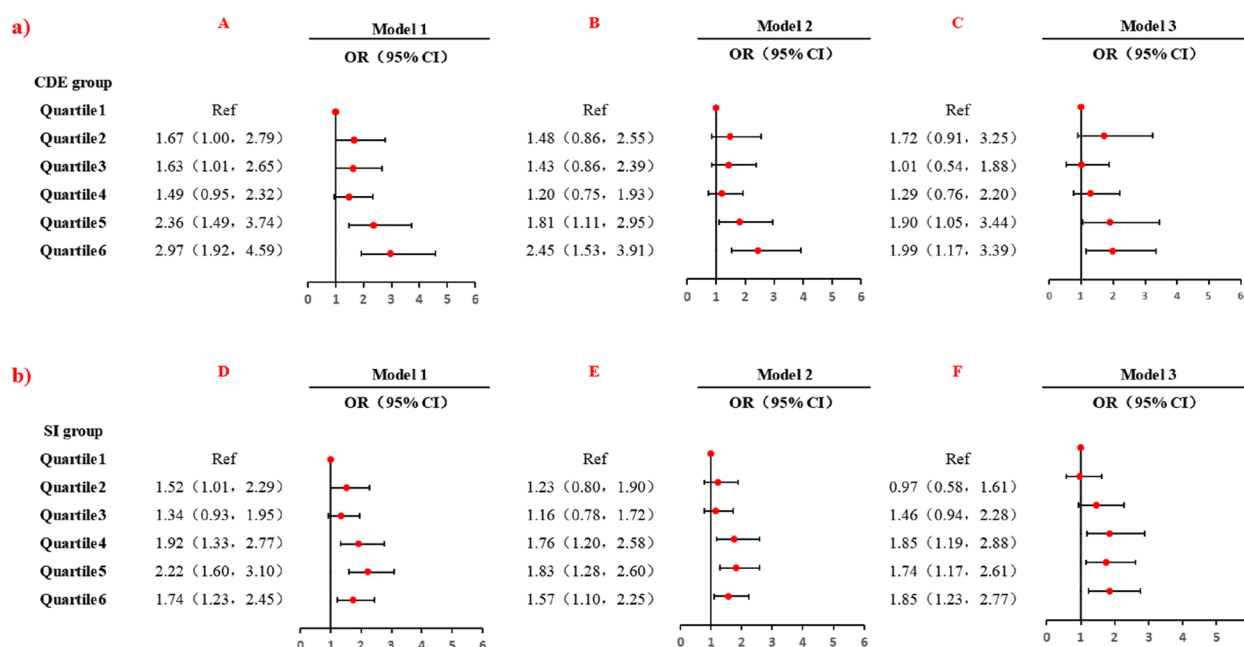 a) A Model 1 B Model 2 C Model 3
OR（95% CI） OR（95% CI） OR（95% CI）
CDE group
Quartile1 Ref Ref Ref
Quartile2 1.67（1.00，2.79） 1.48（0.86，2.55） 1.72（0.91，3.25）
Quartile3 1.63（1.01，2.65） 1.43（0.86，2.39） 1.01（0.54，1.88）
Quartile4 1.49（0.95，2.32） 1.20（0.75，1.93） 1.29（0.76，2.20）
Quartile5 2.36（1.49，3.74） 1.81（1.11，2.95） 1.90（1.05，3.44）
Quartile6 2.97（1.92，4.59） 2.45（1.53，3.91） 1.99（1.17，3.39）
0 1 2 3 4 5 6 0 1 2 3 4 5 6 0 1 2 3 4 5 6
b) D Model 1 E Model 2 F Model 3
OR（95% CI） OR（95% CI） OR（95% CI）
SI group
Quartile1 Ref Ref Ref
Quartile2 1.52（1.01，2.29） 1.23（0.80，1.90） 0.97（0.58，1.61）
Quartile3 1.34（0.93，1.95） 1.16（0.78，1.72） 1.46（0.94，2.28）
Quartile4 1.92（1.33，2.77） 1.76（1.20，2.58） 1.85（1.19，2.88）
Quartile5 2.22（1.60，3.10） 1.83（1.28，2.60） 1.74（1.17，2.61）
Quartile6 1.74（1.23，2.45） 1.57（1.10，2.25） 1.85（1.23，2.77）
0 1 2 3 4 5 6 0 1 2 3 4 5 6 0 1 2 3 4 5